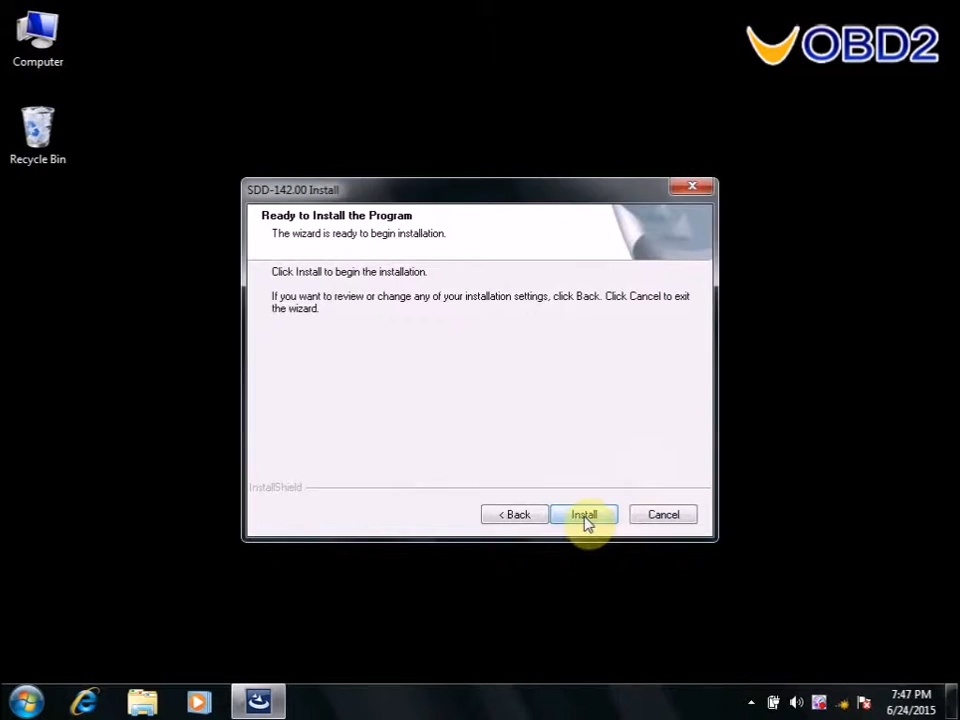 Computer
UOBD2
Recycle Bin
SDD-142.00 Install
Ready to Install the Program
The wizard is ready to begin installation.
Click Install to begin the installation.
If you want to review or change any of your installation settings, click Back. Click Cancel to exit
the wizard.
InstallShield
< Back
Install
Cancel
7:47 PM
6/24/2015